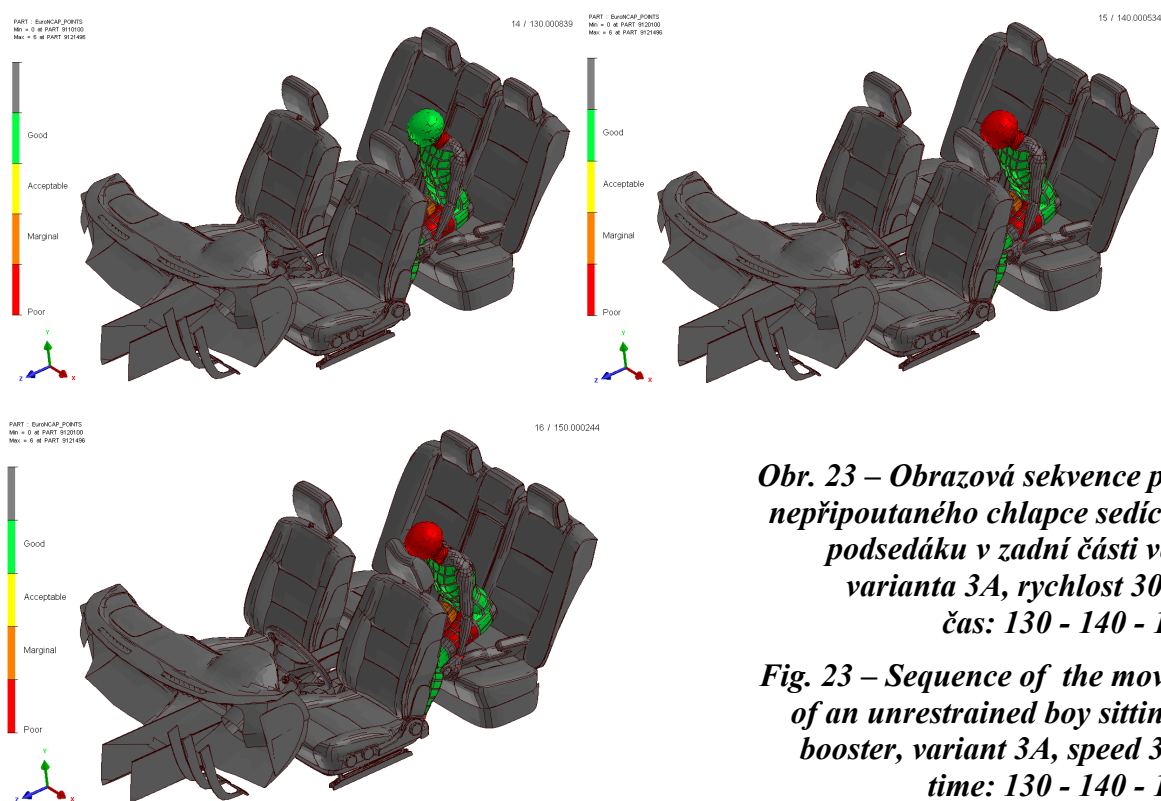 PART : EuroNCAP_POINTS
Min = 0 at PART 9110100
Max = 6 at PART 9121496
14 / 130.000839
Good
Acceptable
Marginal
Poor
Y
Z
X
PART : EuroNCAP_POINTS
Min = 0 at PART 9120100
Max = 6 at PART 9121496
15 / 140.000534
Good
Acceptable
Marginal
Poor
Y
Z
X
PART : EuroNCAP_POINTS
Min = 0 at PART 9120100
Max = 6 at PART 9121496
16 / 150.000244
Good
Acceptable
Marginal
Poor
Y
Z
X
Obr. 23 – Obrazová sekvence p
nepřipoutaného chlapce sedíc
podsedáku v zadní části v
varianta 3A, rychlost 30
čas: 130 - 140 - 1
Fig. 23 – Sequence of the mov
of an unrestrained boy sittin
booster, variant 3A, speed 3
time: 130 - 140 - 1